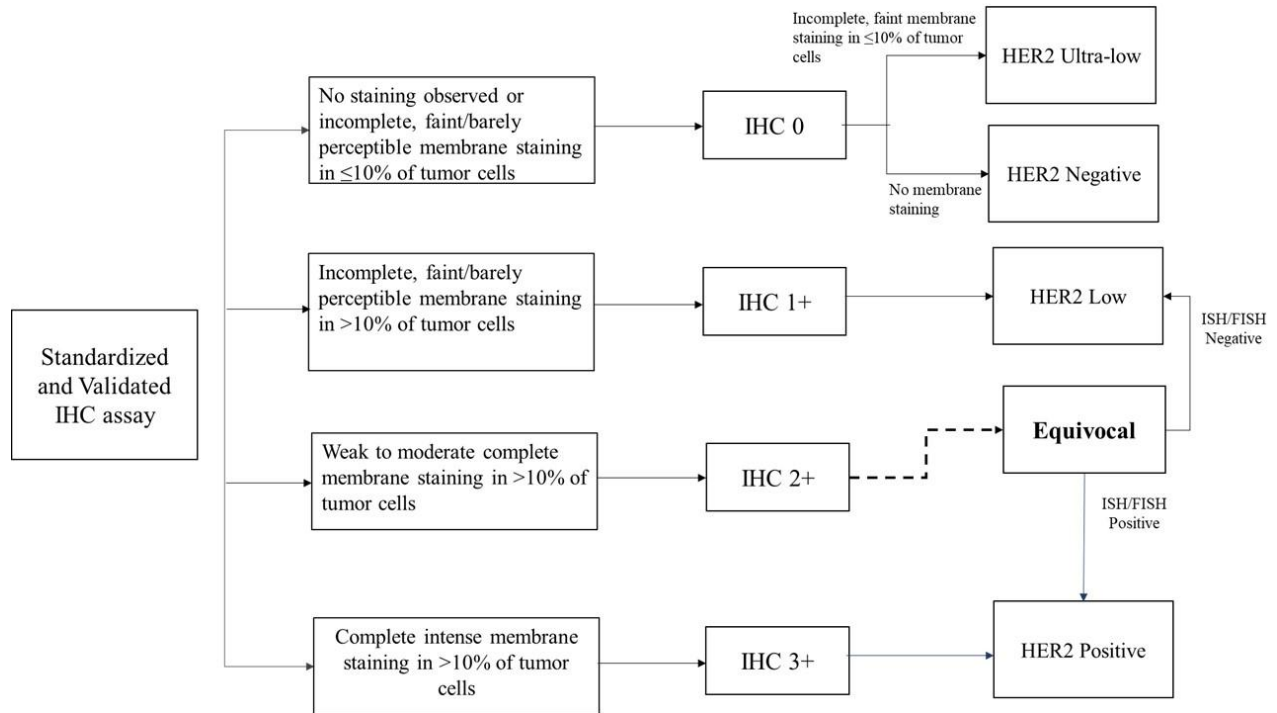 Standardized
and Validated
IHC assay
No staining observed or
incomplete, faint/barely
perceptible membrane staining
in ≤10% of tumor cells
IHC 0
Incomplete, faint membrane
staining in ≤10% of tumor
cells
HER2 Ultra-low
No membrane
staining
HER2 Negative
Incomplete, faint/barely
perceptible membrane staining
in >10% of tumor cells
IHC 1+
HER2 Low
ISH/FISH
Negative
Weak to moderate complete
membrane staining in >10% of
tumor cells
IHC 2+
Equivocal
ISH/FISH
Positive
Complete intense membrane
staining in >10% of tumor
cells
IHC 3+
HER2 Positive